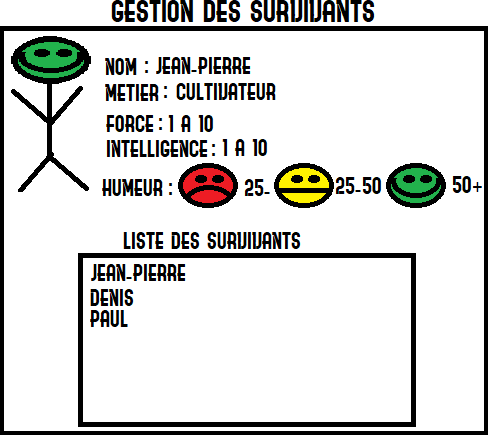 GESTION DES SURVIVANTS
NOM : JEAN-PIERRE
METIER : CULTIVATEUR
FORCE : 1 A 10
INTELLIGENCE : 1 A 10
HUMEUR : 25- 25-50 50+
LISTE DES SURVIVANTS
JEAN-PIERRE
DENIS
PAUL